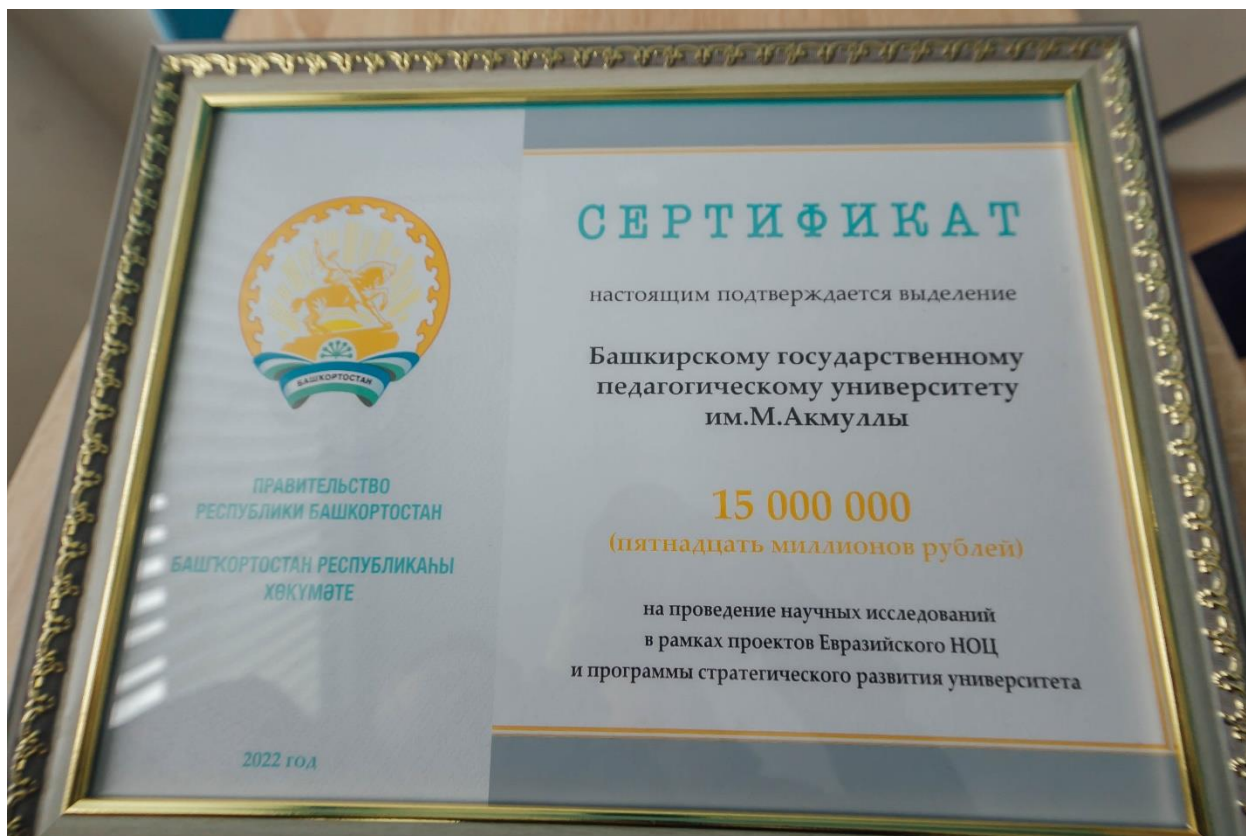 БАШКОРТОСТАН
ПРАВИТЕЛЬСТВО
РЕСПУБЛИКИ БАШКОРТОСТАН
БАШҠОРТОСТАН РЕСПУБЛИКАҺЫ
ХӨКҮМӘТЕ
2022 год
СЕРТИФИКАТ
настоящим подтверждается выделение
Башкирскому государственному
педагогическому университету
им.М.Акмуллы
15 000 000
(пятнадцать миллионов рублей)
на проведение научных исследований
в рамках проектов Евразийского НОЦ
и программы стратегического развития университета